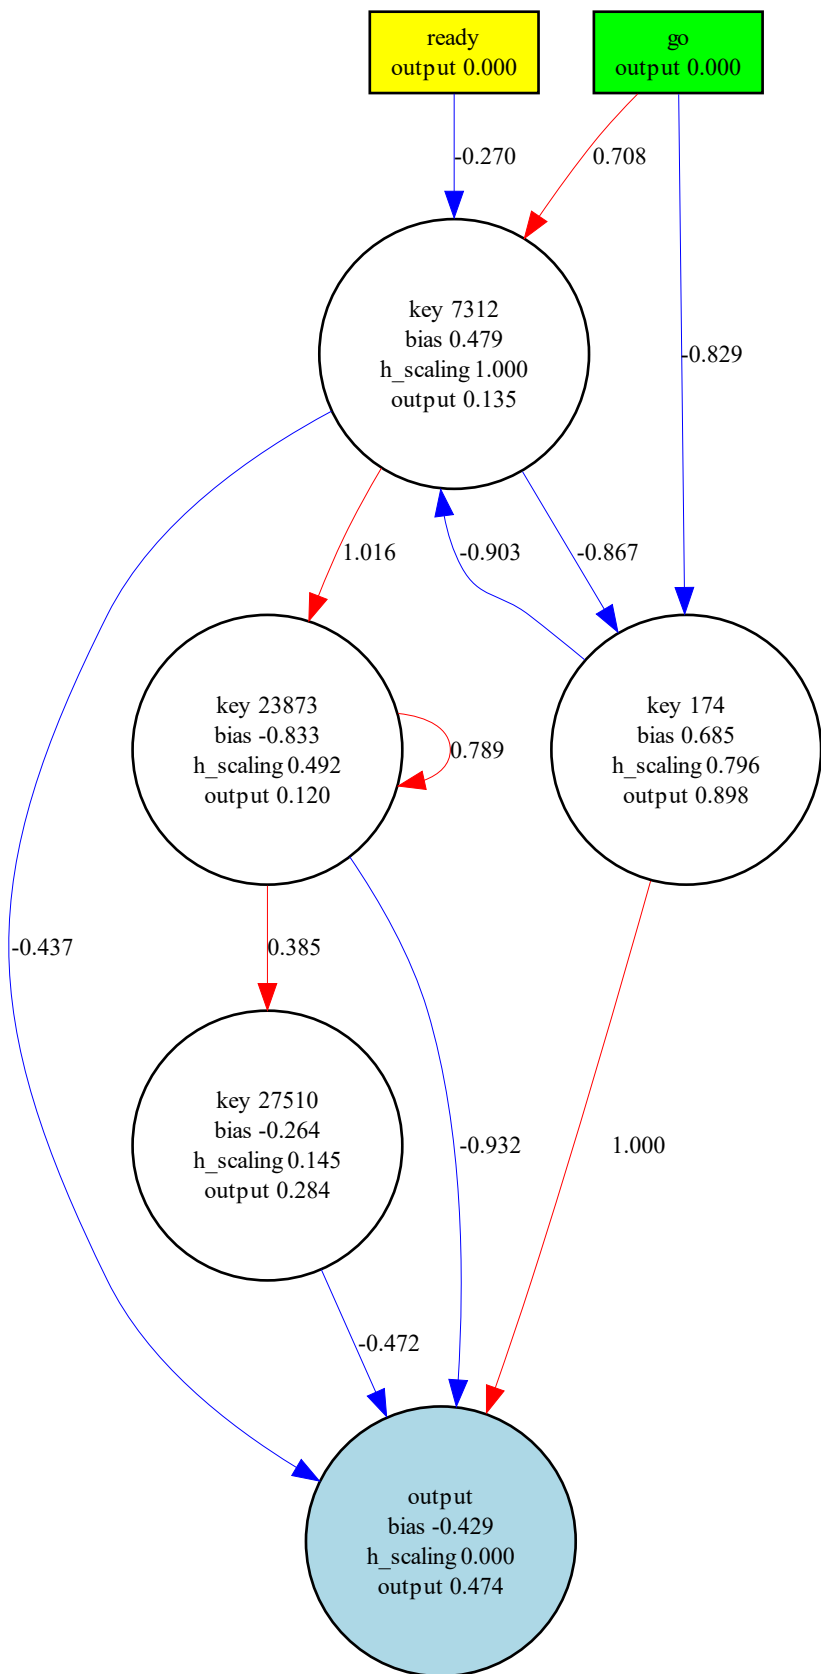 ready
output 0.000
go
output 0.000
-0.270
0.708
key 7312
bias 0.479
h_scaling 1.000
output 0.135
-0.829
1.016
-0.903
-0.867
key 23873
bias -0.833
h_scaling 0.492
output 0.120
0.789
key 174
bias 0.685
h_scaling 0.796
output 0.898
-0.437
0.385
key 27510
bias -0.264
h_scaling 0.145
output 0.284
-0.932
1.000
-0.472
output
bias -0.429
h_scaling 0.000
output 0.474